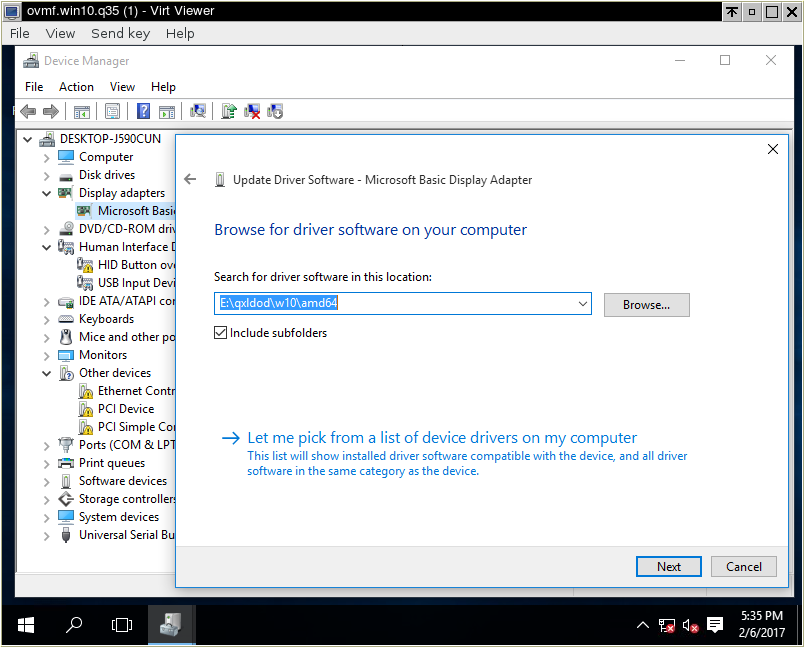 ovmf.win10.q35 (1) - Virt Viewer
File View Send key Help
Device Manager
File Action View Help
DESKTOP-J590CUN
Computer
Disk drives
Display adapters
Microsoft Basi
DVD/CD-ROM driv
Human Interface D
HID Button ov
USB Input Devi
IDE ATA/ATAPI con
Keyboards
Mice and other po
Monitors
Other devices
Ethernet Contr
PCI Device
PCI Simple Co
Ports (COM & LPT
Print queues
Software devices
Storage controllers
System devices
Universal Serial Bu
Update Driver Software - Microsoft Basic Display Adapter
Browse for driver software on your computer
Search for driver software in this location:
E:\qxldod\w10\amd64
Browse...
Include subfolders
Let me pick from a list of device drivers on my computer
This list will show installed driver software compatible with the device, and all driver
software in the same category as the device.
Next Cancel
5:35 PM
2/6/2017